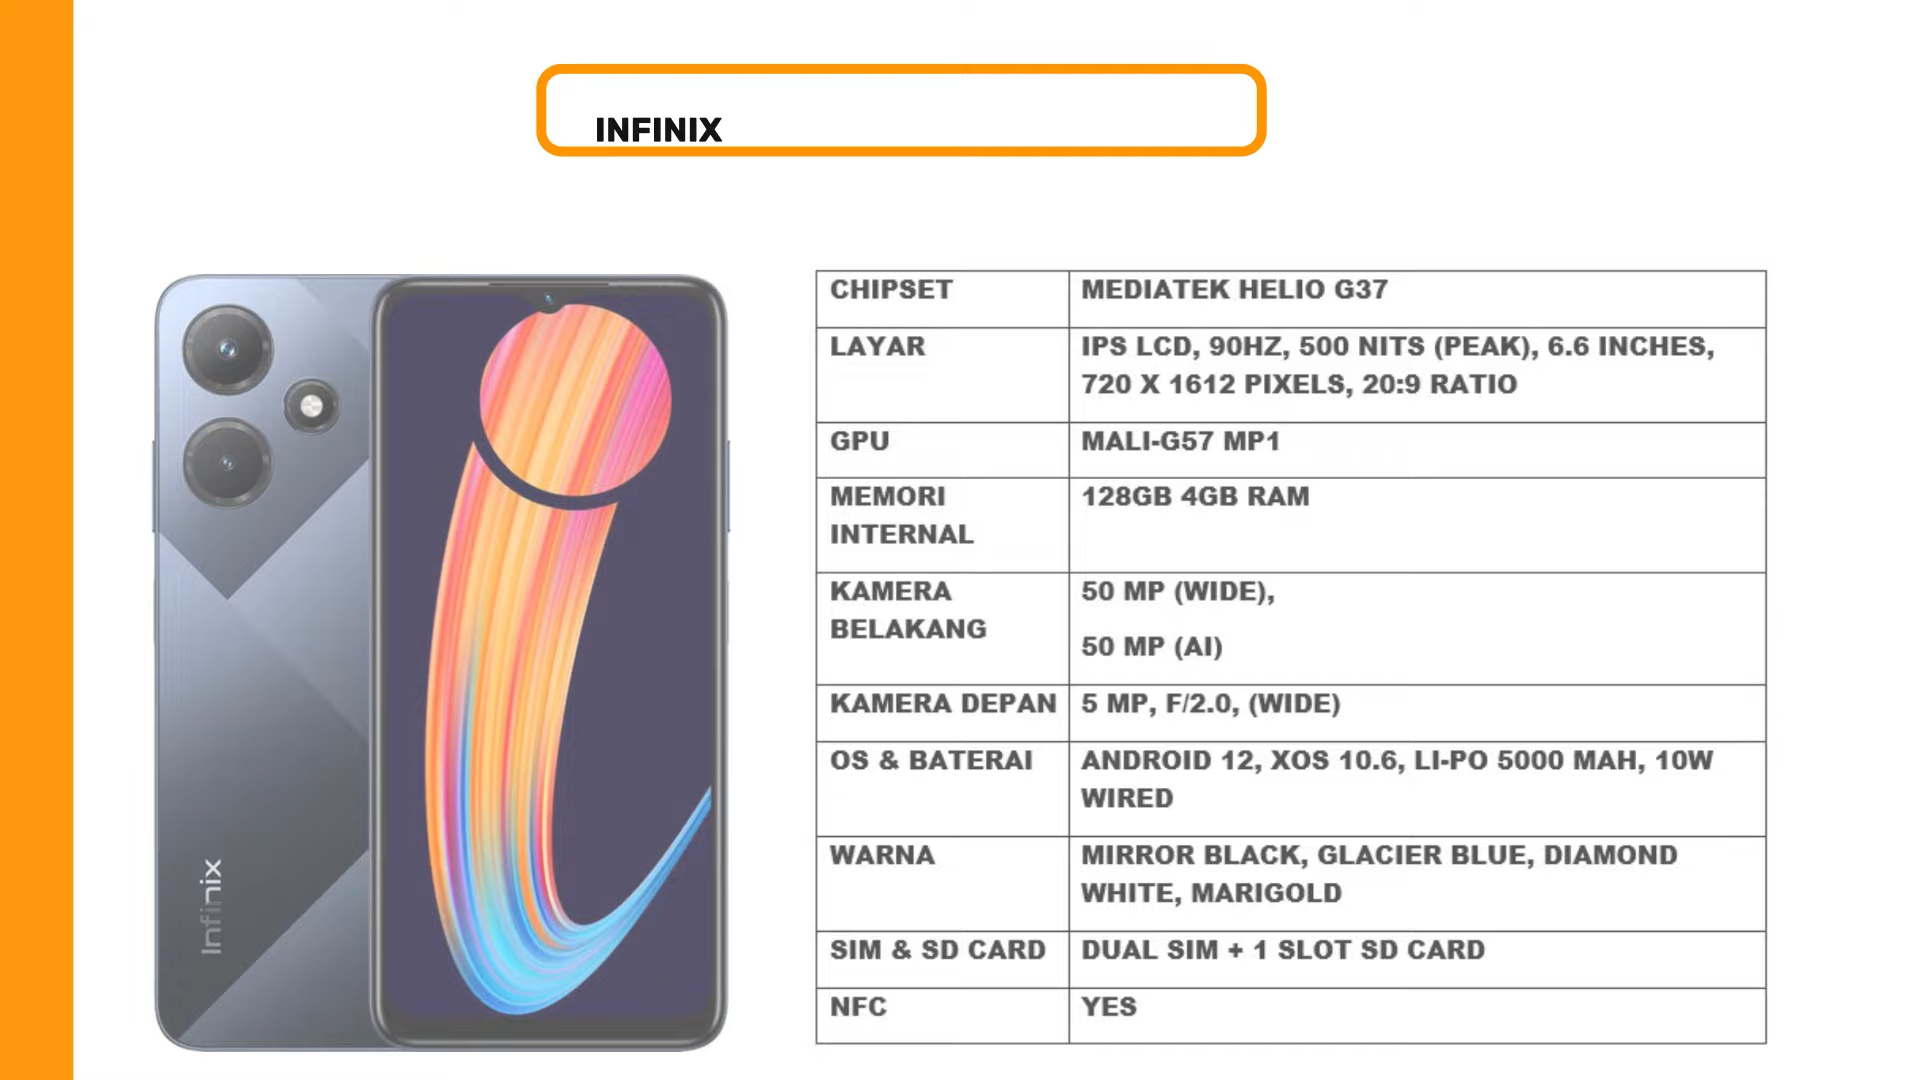 INFINIX
Infinix
CHIPSET
MEDIATEK HELIO G37
LAYAR
IPS LCD, 90HZ, 500 NITS (PEAK), 6.6 INCHES,
720 X 1612 PIXELS, 20:9 RATIO
GPU
MALI-G57 MP1
MEMORI
INTERNAL
128GB 4GB RAM
KAMERA
BELAKANG
50 MP (WIDE),
50 MP (AI)
KAMERA DEPAN
5 MP, F/2.0, (WIDE)
OS & BATERAI
ANDROID 12, XOS 10.6, LI-PO 5000 MAH, 10W
WIRED
WARNA
MIRROR BLACK, GLACIER BLUE, DIAMOND
WHITE, MARIGOLD
SIM & SD CARD
DUAL SIM + 1 SLOT SD CARD
NFC
YES